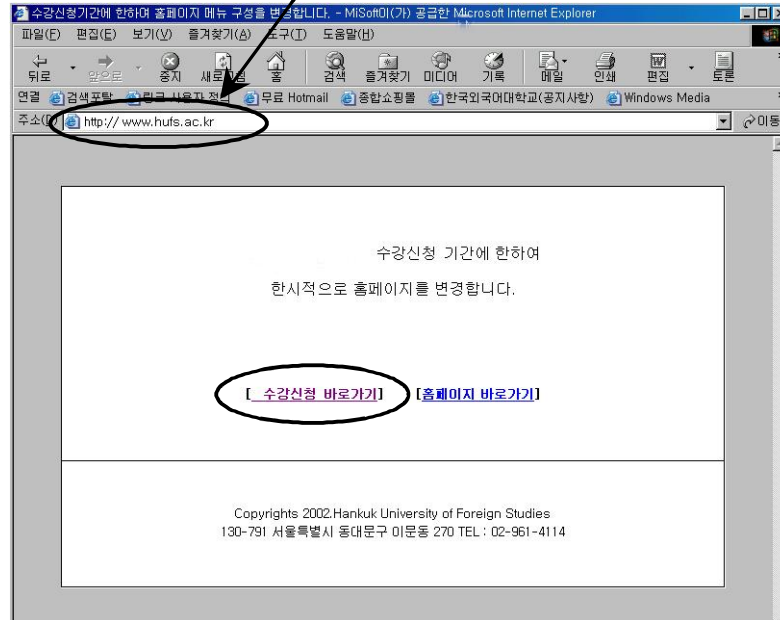 수강신청기간에 한하여 홈페이지 메뉴 구성을 변경합니다. - MiSoft이(가) 공급한 Microsoft Internet Explorer
파일(F) 편집(E) 보기(V) 즐겨찾기(A) 도구(T) 도움말(H)
뒤로 앞으로 중지 새로고침 홈 검색 즐겨찾기 미디어 기록 메일 인쇄 편집 토론
연결 검색포탈 링크 사용자 정의 무료 Hotmail 종합쇼핑몰 한국외국어대학교(공지사항) Windows Media
주소(D) http://www.hufs.ac.kr 이동
수강신청 기간에 한하여
한시적으로 홈페이지를 변경합니다.
[ 수강신청 바로가기] [홈페이지 바로가기]
Copyrights 2002.Hankuk University of Foreign Studies
130-791 서울특별시 동대문구 이문동 270 TEL : 02-961-4114